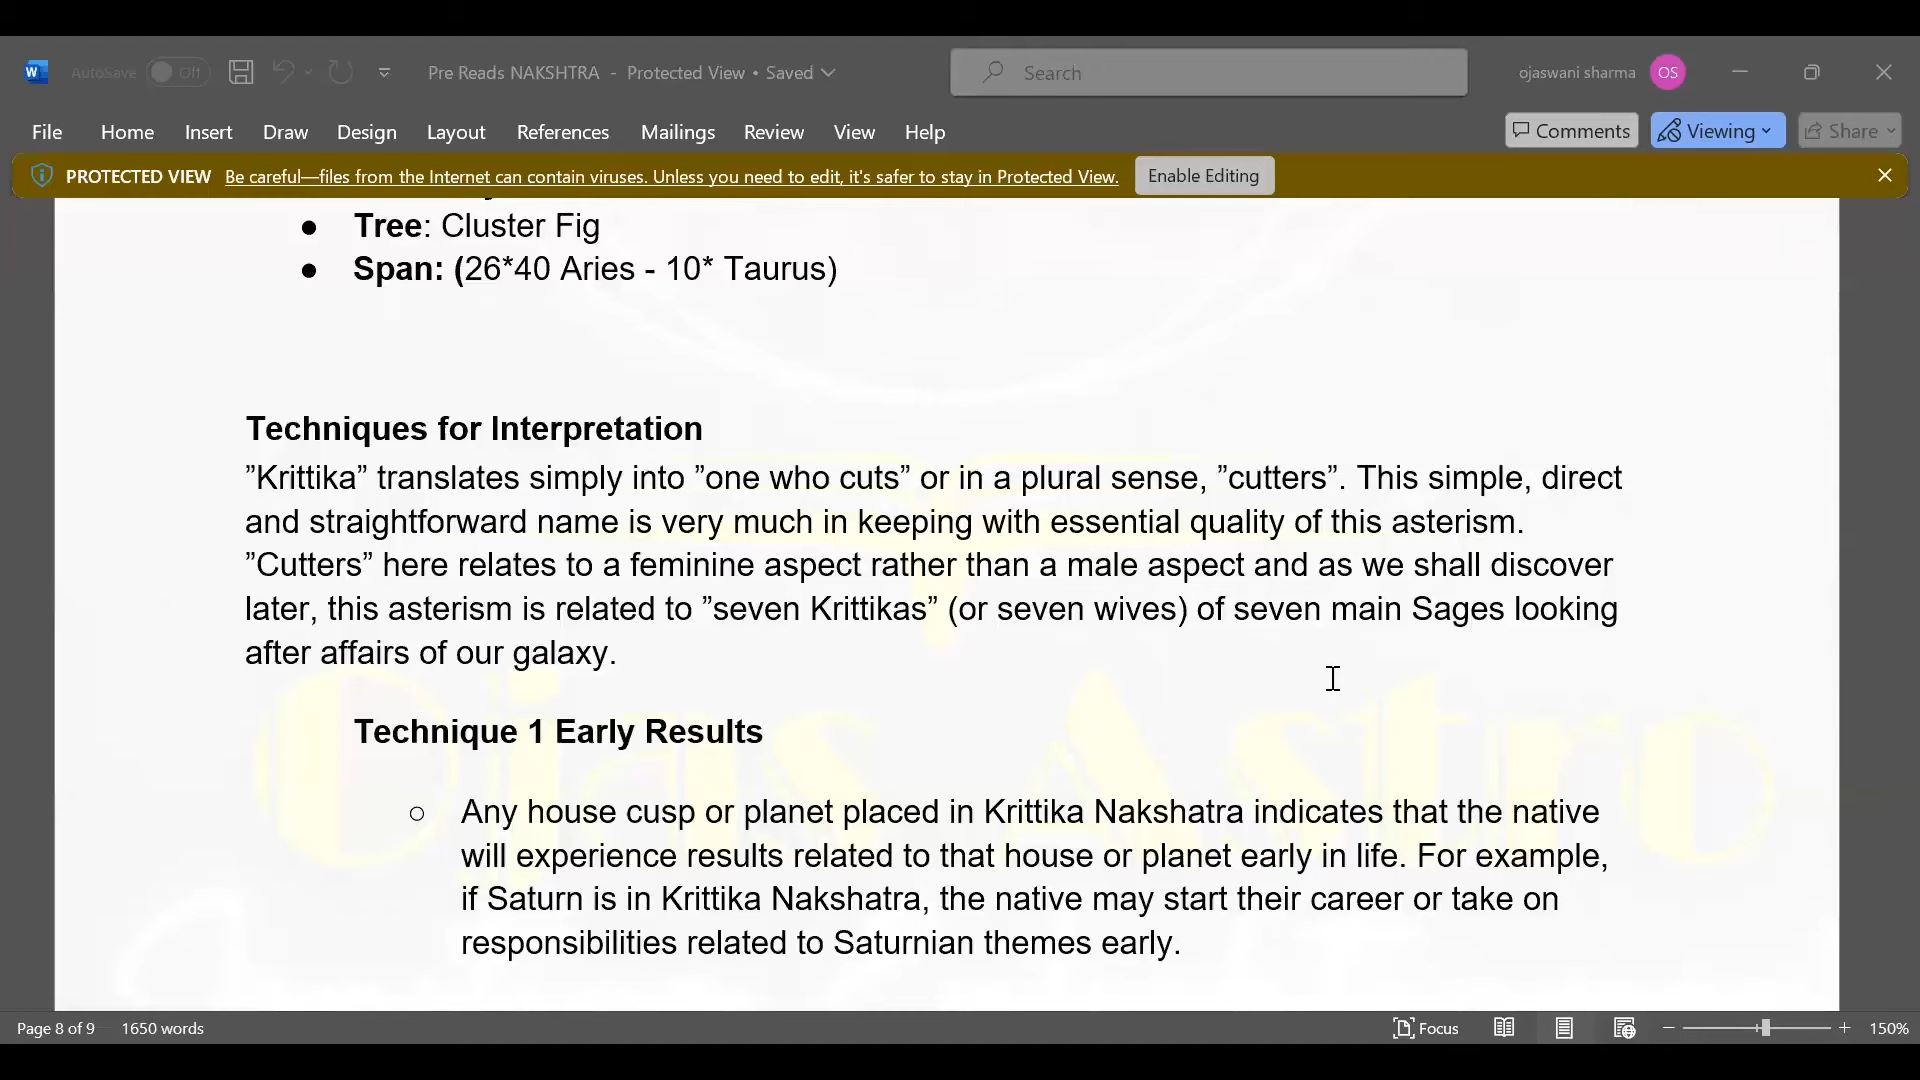 AutoSave Off Pre Reads NAKSHTRA - Protected View • Saved Search ojaswani sharma OS
File Home Insert Draw Design Layout References Mailings Review View Help Comments Viewing Share
PROTECTED VIEW Be careful—files from the Internet can contain viruses. Unless you need to edit, it's safer to stay in Protected View. Enable Editing
● Tree: Cluster Fig
● Span: (26*40 Aries - 10* Taurus)
Techniques for Interpretation
”Krittika” translates simply into ”one who cuts” or in a plural sense, ”cutters”. This simple, direct
and straightforward name is very much in keeping with essential quality of this asterism.
”Cutters” here relates to a feminine aspect rather than a male aspect and as we shall discover
later, this asterism is related to ”seven Krittikas” (or seven wives) of seven main Sages looking
after affairs of our galaxy.
Technique 1 Early Results
○ Any house cusp or planet placed in Krittika Nakshatra indicates that the native
will experience results related to that house or planet early in life. For example,
if Saturn is in Krittika Nakshatra, the native may start their career or take on
responsibilities related to Saturnian themes early.
Ojas Astro
Page 8 of 9 1650 words Focus 150%